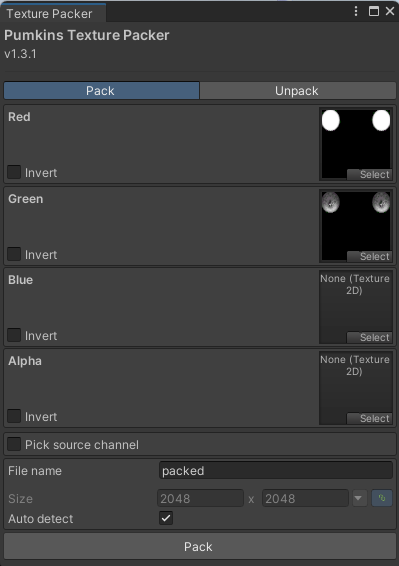 Texture Packer
Pumkins Texture Packer
v1.3.1
Pack Unpack
Red
Invert
Select
Green
Invert
Select
Blue
None (Texture
2D)
Invert
Select
Alpha
None (Texture
2D)
Invert
Select
Pick source channel
File name packed
Size 2048 x 2048
Auto detect
Pack